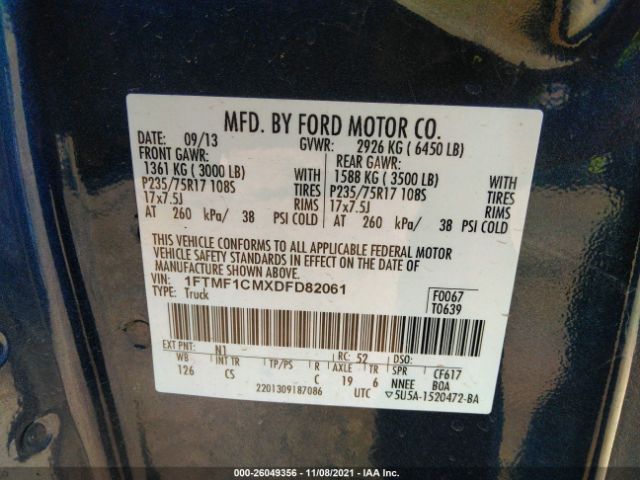 MFD. BY FORD MOTOR CO.
DATE: 09/13 GVWR: 2926 KG ( 6450 LB)
FRONT GAWR: REAR GAWR:
1361 KG ( 3000 LB) WITH 1588 KG ( 3500 LB) WITH
P235/75R17 108S TIRES P235/75R17 108S TIRES
17x7.5J RIMS 17x7.5J RIMS
AT 260 kPa/ 38 PSI COLD AT 260 kPa/ 38 PSI COLD
THIS VEHICLE CONFORMS TO ALL APPLICABLE FEDERAL MOTOR
VEHICLE SAFETY STANDARDS IN EFFECT ON THE DATE OF
MANUFACTURE SHOWN ABOVE.
VIN: 1FTMF1CMXDFD82061 F0067
TYPE: Truck T0639
EXT PNT: N1 RC: 52 DSO:
WB INT TR TP/PS R AXLE TR SPR CF617
126 CS C 19 6 NNEE BOA
2201309187086 UTC ▽5U5A-1520472-BA
000-26049356 - 11/08/2021 - IAA Inc.